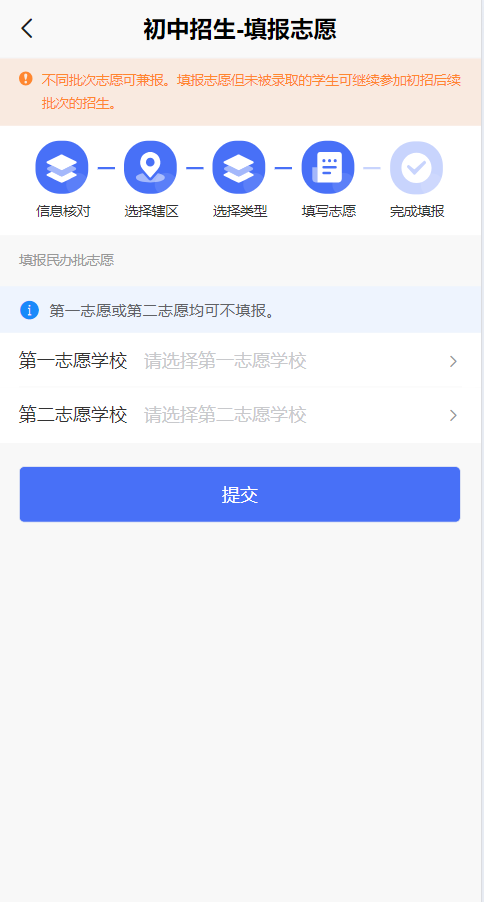 初中招生-填报志愿
不同批次志愿可兼报。填报志愿但未被录取的学生可继续参加初招后续
批次的招生。
信息核对 选择辖区 选择类型 填写志愿 完成填报
填报民办批志愿
第一志愿或第二志愿均可不填报。
第一志愿学校 请选择第一志愿学校
第二志愿学校 请选择第二志愿学校
提交